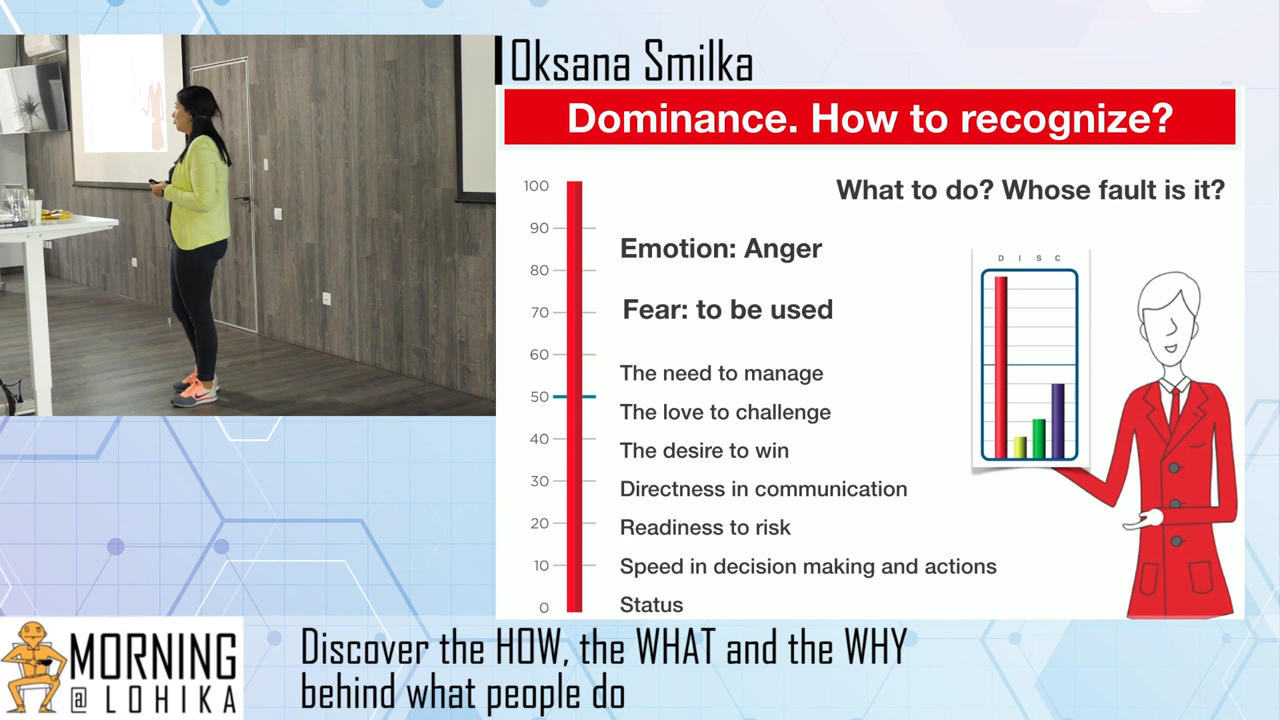 Oksana Smilka
Dominance. How to recognize?
What to do? Whose fault is it?
100
90
80
70
60
50
40
30
20
10
0
Emotion: Anger
Fear: to be used
The need to manage
The love to challenge
The desire to win
Directness in communication
Readiness to risk
Speed in decision making and actions
Status
D I S C
MORNING
@ LOHIKA
Discover the HOW, the WHAT and the WHY
behind what people do